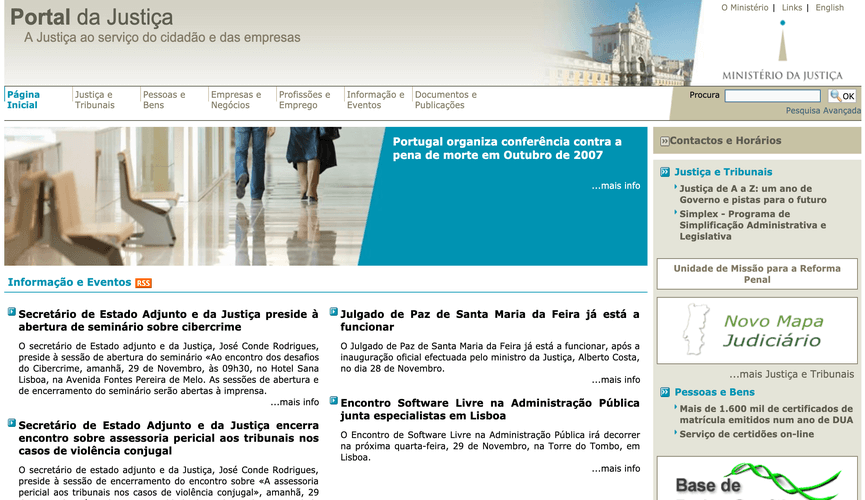 Portal da Justiça
A Justiça ao serviço do cidadão e das empresas
O Ministério | Links | English
MINISTÉRIO DA JUSTIÇA
Página
Inicial
Justiça e
Tribunais
Pessoas e
Bens
Empresas e
Negócios
Profissões e
Emprego
Informação e
Eventos
Documentos e
Publicações
Procura
OK
Pesquisa Avançada
Portugal organiza conferência contra a
pena de morte em Outubro de 2007
...mais info
Informação e Eventos RSS
Secretário de Estado Adjunto e da Justiça preside à
abertura de seminário sobre cibercrime
O secretário de Estado adjunto e da Justiça, José Conde Rodrigues,
preside à sessão de abertura do seminário «Ao encontro dos desafios
do Cibercrime, amanhã, 29 de Novembro, às 09h30, no Hotel Sana
Lisboa, na Avenida Fontes Pereira de Melo. As sessões de abertura e
de encerramento do seminário serão abertas à imprensa.
...mais info
Secretário de Estado Adjunto e da Justiça encerra
encontro sobre assessoria pericial aos tribunais nos
casos de violência conjugal
O secretário de estado adjunto e da Justiça, José Conde Rodrigues,
preside à sessão de encerramento do encontro sobre «A assessoria
pericial aos tribunais nos casos de violência conjugal», amanhã, 29
Julgado de Paz de Santa Maria da Feira já está a
funcionar
O Julgado de Paz de Santa Maria da Feira já está a funcionar, após a
inauguração oficial efectuada pelo ministro da Justiça, Alberto Costa,
no dia 28 de Novembro.
...mais info
Encontro Software Livre na Administração Pública
junta especialistas em Lisboa
O Encontro de Software Livre na Administração Pública irá decorrer
na próxima quarta-feira, 29 de Novembro, na Torre do Tombo, em
Lisboa.
...mais info
Contactos e Horários
Justiça e Tribunais
Justiça de A a Z: um ano de
Governo e pistas para o futuro
Simplex - Programa de
Simplificação Administrativa e
Legislativa
Unidade de Missão para a Reforma
Penal
Novo Mapa
Judiciário
...mais Justiça e Tribunais
Pessoas e Bens
Mais de 1.600 mil de certificados de
matrícula emitidos num ano de DUA
Serviço de certidões on-line
Base de